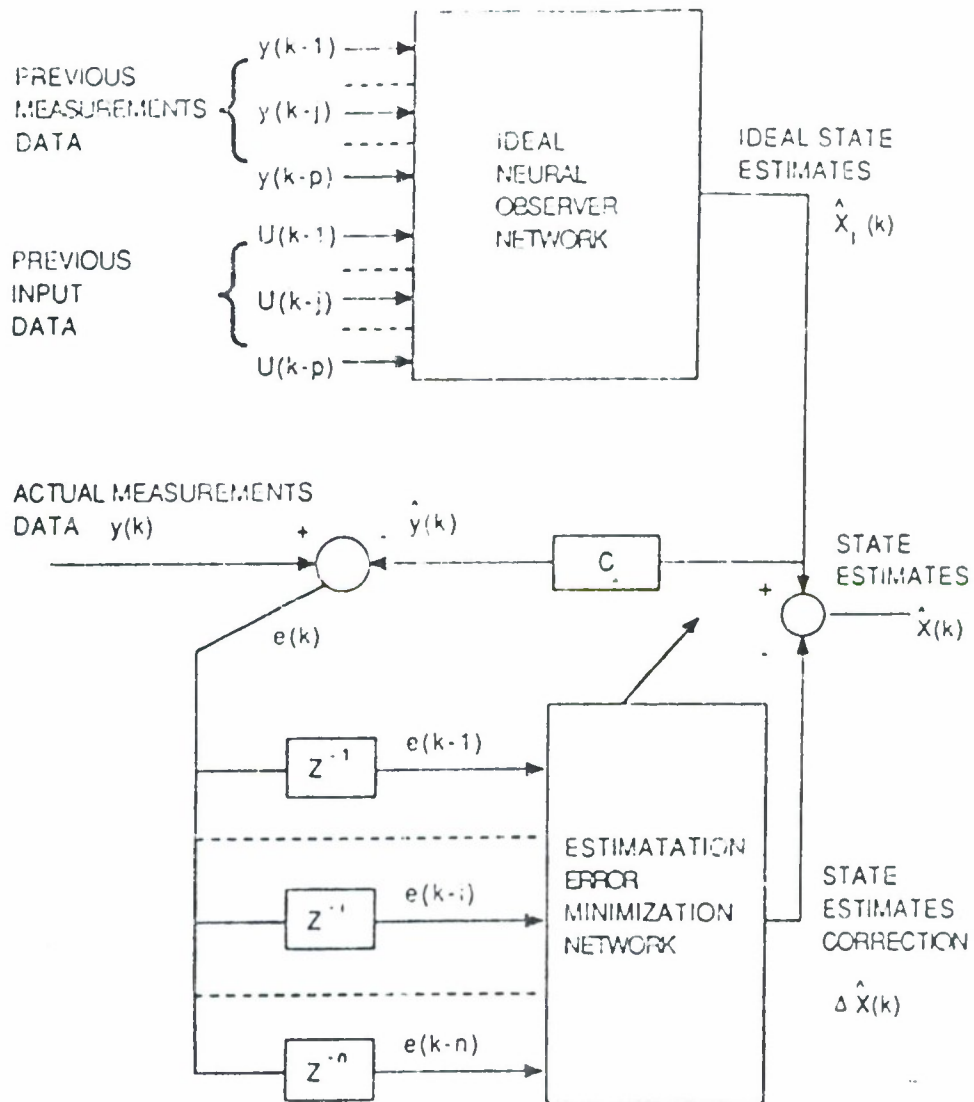 y(k-1)
PREVIOUS
MEASUREMENTS
DATA
y(k-j)
y(k-p)
IDEAL
NEURAL
OBSERVER
NETWORK
IDEAL STATE
ESTIMATES
X̂ᵢ (k)
PREVIOUS
INPUT
DATA
U(k-1)
U(k-j)
U(k-p)
ACTUAL MEASUREMENTS
DATA y(k)
+
-
ŷ(k)
C
STATE
ESTIMATES
+
-
X̂(k)
e(k)
Z⁻¹
e(k-1)
Z⁻ⁱ
e(k-i)
Z⁻ⁿ
e(k-n)
ESTIMATATION
ERROR
MINIMIZATION
NETWORK
STATE
ESTIMATES
CORRECTION
Δ X̂(k)